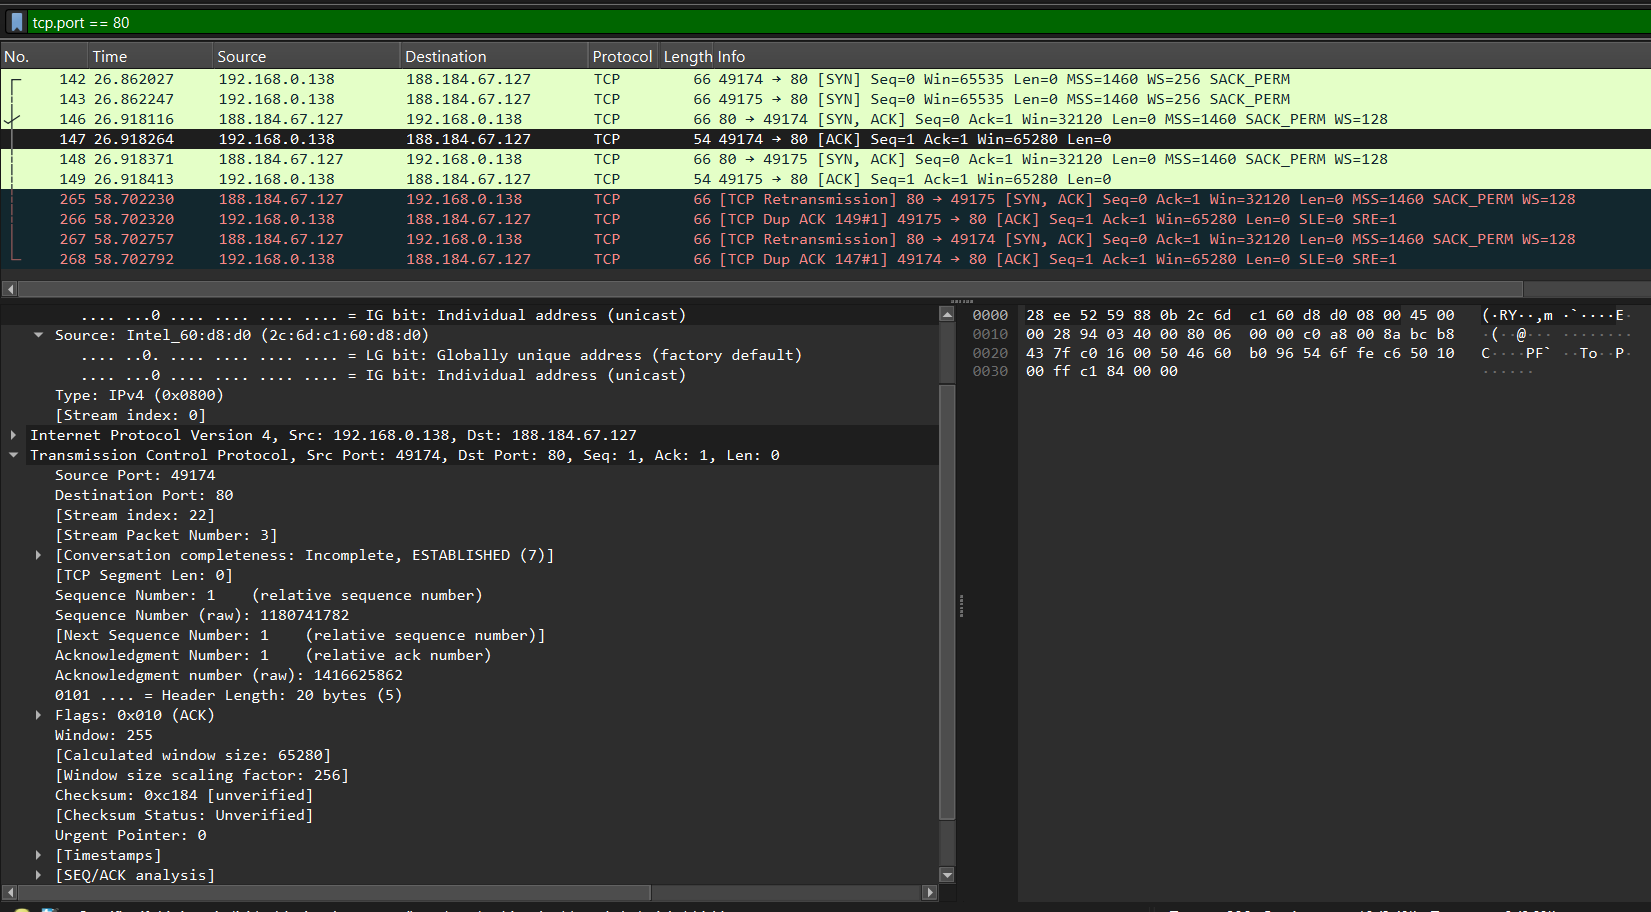 tcp.port == 80
No. Time Source Destination Protocol Length Info
142 26.862027 192.168.0.138 188.184.67.127 TCP 66 49174 → 80 [SYN] Seq=0 Win=65535 Len=0 MSS=1460 WS=256 SACK_PERM
143 26.862247 192.168.0.138 188.184.67.127 TCP 66 49175 → 80 [SYN] Seq=0 Win=65535 Len=0 MSS=1460 WS=256 SACK_PERM
146 26.918116 188.184.67.127 192.168.0.138 TCP 66 80 → 49174 [SYN, ACK] Seq=0 Ack=1 Win=32120 Len=0 MSS=1460 SACK_PERM WS=128
147 26.918264 192.168.0.138 188.184.67.127 TCP 54 49174 → 80 [ACK] Seq=1 Ack=1 Win=65280 Len=0
148 26.918371 188.184.67.127 192.168.0.138 TCP 66 80 → 49175 [SYN, ACK] Seq=0 Ack=1 Win=32120 Len=0 MSS=1460 SACK_PERM WS=128
149 26.918413 192.168.0.138 188.184.67.127 TCP 54 49175 → 80 [ACK] Seq=1 Ack=1 Win=65280 Len=0
265 58.702230 188.184.67.127 192.168.0.138 TCP 66 [TCP Retransmission] 80 → 49175 [SYN, ACK] Seq=0 Ack=1 Win=32120 Len=0 MSS=1460 SACK_PERM WS=128
266 58.702320 192.168.0.138 188.184.67.127 TCP 66 [TCP Dup ACK 149#1] 49175 → 80 [ACK] Seq=1 Ack=1 Win=65280 Len=0 SLE=0 SRE=1
267 58.702757 188.184.67.127 192.168.0.138 TCP 66 [TCP Retransmission] 80 → 49174 [SYN, ACK] Seq=0 Ack=1 Win=32120 Len=0 MSS=1460 SACK_PERM WS=128
268 58.702792 192.168.0.138 188.184.67.127 TCP 66 [TCP Dup ACK 147#1] 49174 → 80 [ACK] Seq=1 Ack=1 Win=65280 Len=0 SLE=0 SRE=1
.... ...0 .... .... .... .... = IG bit: Individual address (unicast)
Source: Intel_60:d8:d0 (2c:6d:c1:60:d8:d0)
.... ..0. .... .... .... .... = LG bit: Globally unique address (factory default)
.... ...0 .... .... .... .... = IG bit: Individual address (unicast)
Type: IPv4 (0x0800)
[Stream index: 0]
Internet Protocol Version 4, Src: 192.168.0.138, Dst: 188.184.67.127
Transmission Control Protocol, Src Port: 49174, Dst Port: 80, Seq: 1, Ack: 1, Len: 0
Source Port: 49174
Destination Port: 80
[Stream index: 22]
[Stream Packet Number: 3]
[Conversation completeness: Incomplete, ESTABLISHED (7)]
[TCP Segment Len: 0]
Sequence Number: 1    (relative sequence number)
Sequence Number (raw): 1180741782
[Next Sequence Number: 1    (relative sequence number)]
Acknowledgment Number: 1    (relative ack number)
Acknowledgment number (raw): 1416625862
0101 .... = Header Length: 20 bytes (5)
Flags: 0x010 (ACK)
Window: 255
[Calculated window size: 65280]
[Window size scaling factor: 256]
Checksum: 0xc184 [unverified]
[Checksum Status: Unverified]
Urgent Pointer: 0
[Timestamps]
[SEQ/ACK analysis]
0000 28 ee 52 59 88 0b 2c 6d c1 60 d8 d0 08 00 45 00 (·RY··,m ·`····E·
0010 00 28 94 03 40 00 80 06 00 00 c0 a8 00 8a bc b8 ·(··@··· ········
0020 43 7f c0 16 00 50 46 60 b0 96 54 6f fe c6 50 10 C····PF` ··To··P·
0030 00 ff c1 84 00 00 ······